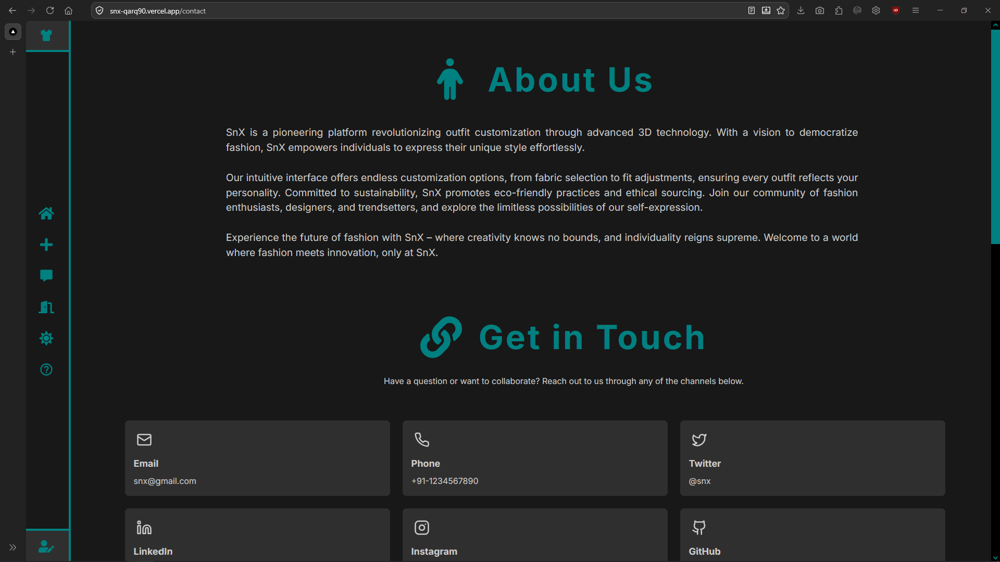 snx-qarq90.vercel.app/contact
About Us
SnX is a pioneering platform revolutionizing outfit customization through advanced 3D technology. With a vision to democratize
fashion, SnX empowers individuals to express their unique style effortlessly.
Our intuitive interface offers endless customization options, from fabric selection to fit adjustments, ensuring every outfit reflects your
personality. Committed to sustainability, SnX promotes eco-friendly practices and ethical sourcing. Join our community of fashion
enthusiasts, designers, and trendsetters, and explore the limitless possibilities of our self-expression.
Experience the future of fashion with SnX – where creativity knows no bounds, and individuality reigns supreme. Welcome to a world
where fashion meets innovation, only at SnX.
Get in Touch
Have a question or want to collaborate? Reach out to us through any of the channels below.
Email
snx@gmail.com
Phone
+91-1234567890
Twitter
@snx
LinkedIn
Instagram
GitHub